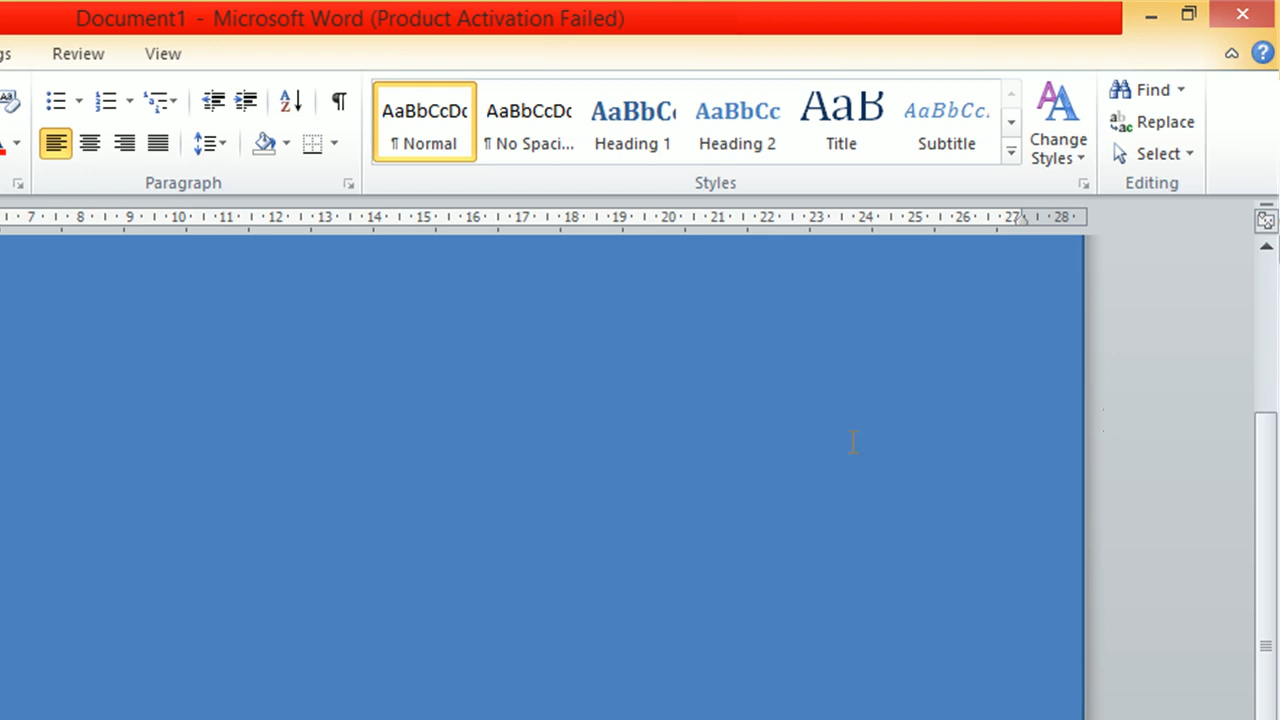 Document1 - Microsoft Word (Product Activation Failed)
Review View
AaBbCcDc AaBbCcDc AaBbC AaBbCc AaB AaBbCc.
¶ Normal ¶ No Spaci... Heading 1 Heading 2 Title Subtitle
Change Styles
Find
Replace
Select
Paragraph Styles Editing
7 8 9 10 11 12 13 14 15 16 17 18 19 20 21 22 23 24 25 26 27 28